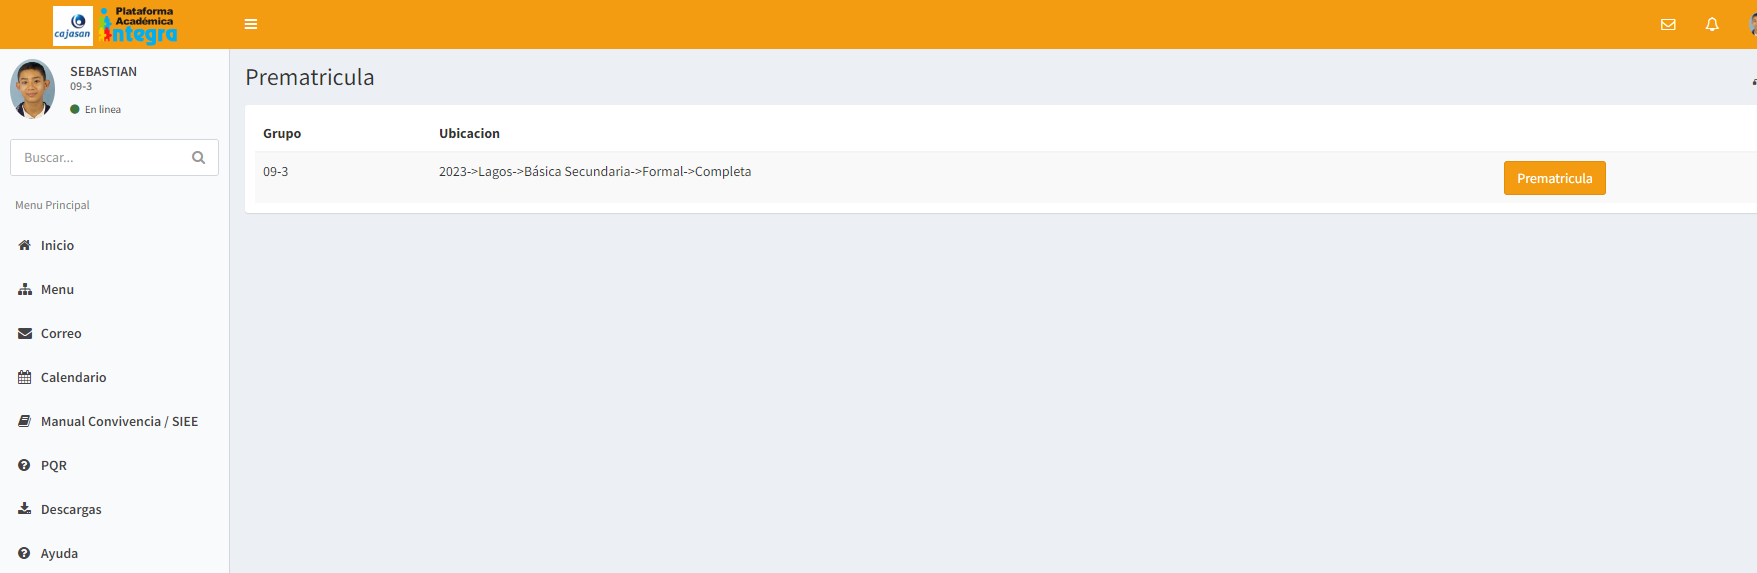 cajasan
Plataforma
Académica
integra
SEBASTIAN
09-3
En linea
Buscar...
Menu Principal
Inicio
Menu
Correo
Calendario
Manual Convivencia / SIEE
PQR
Descargas
Ayuda
Prematricula
Grupo Ubicacion
09-3 2023->Lagos->Básica Secundaria->Formal->Completa Prematricula